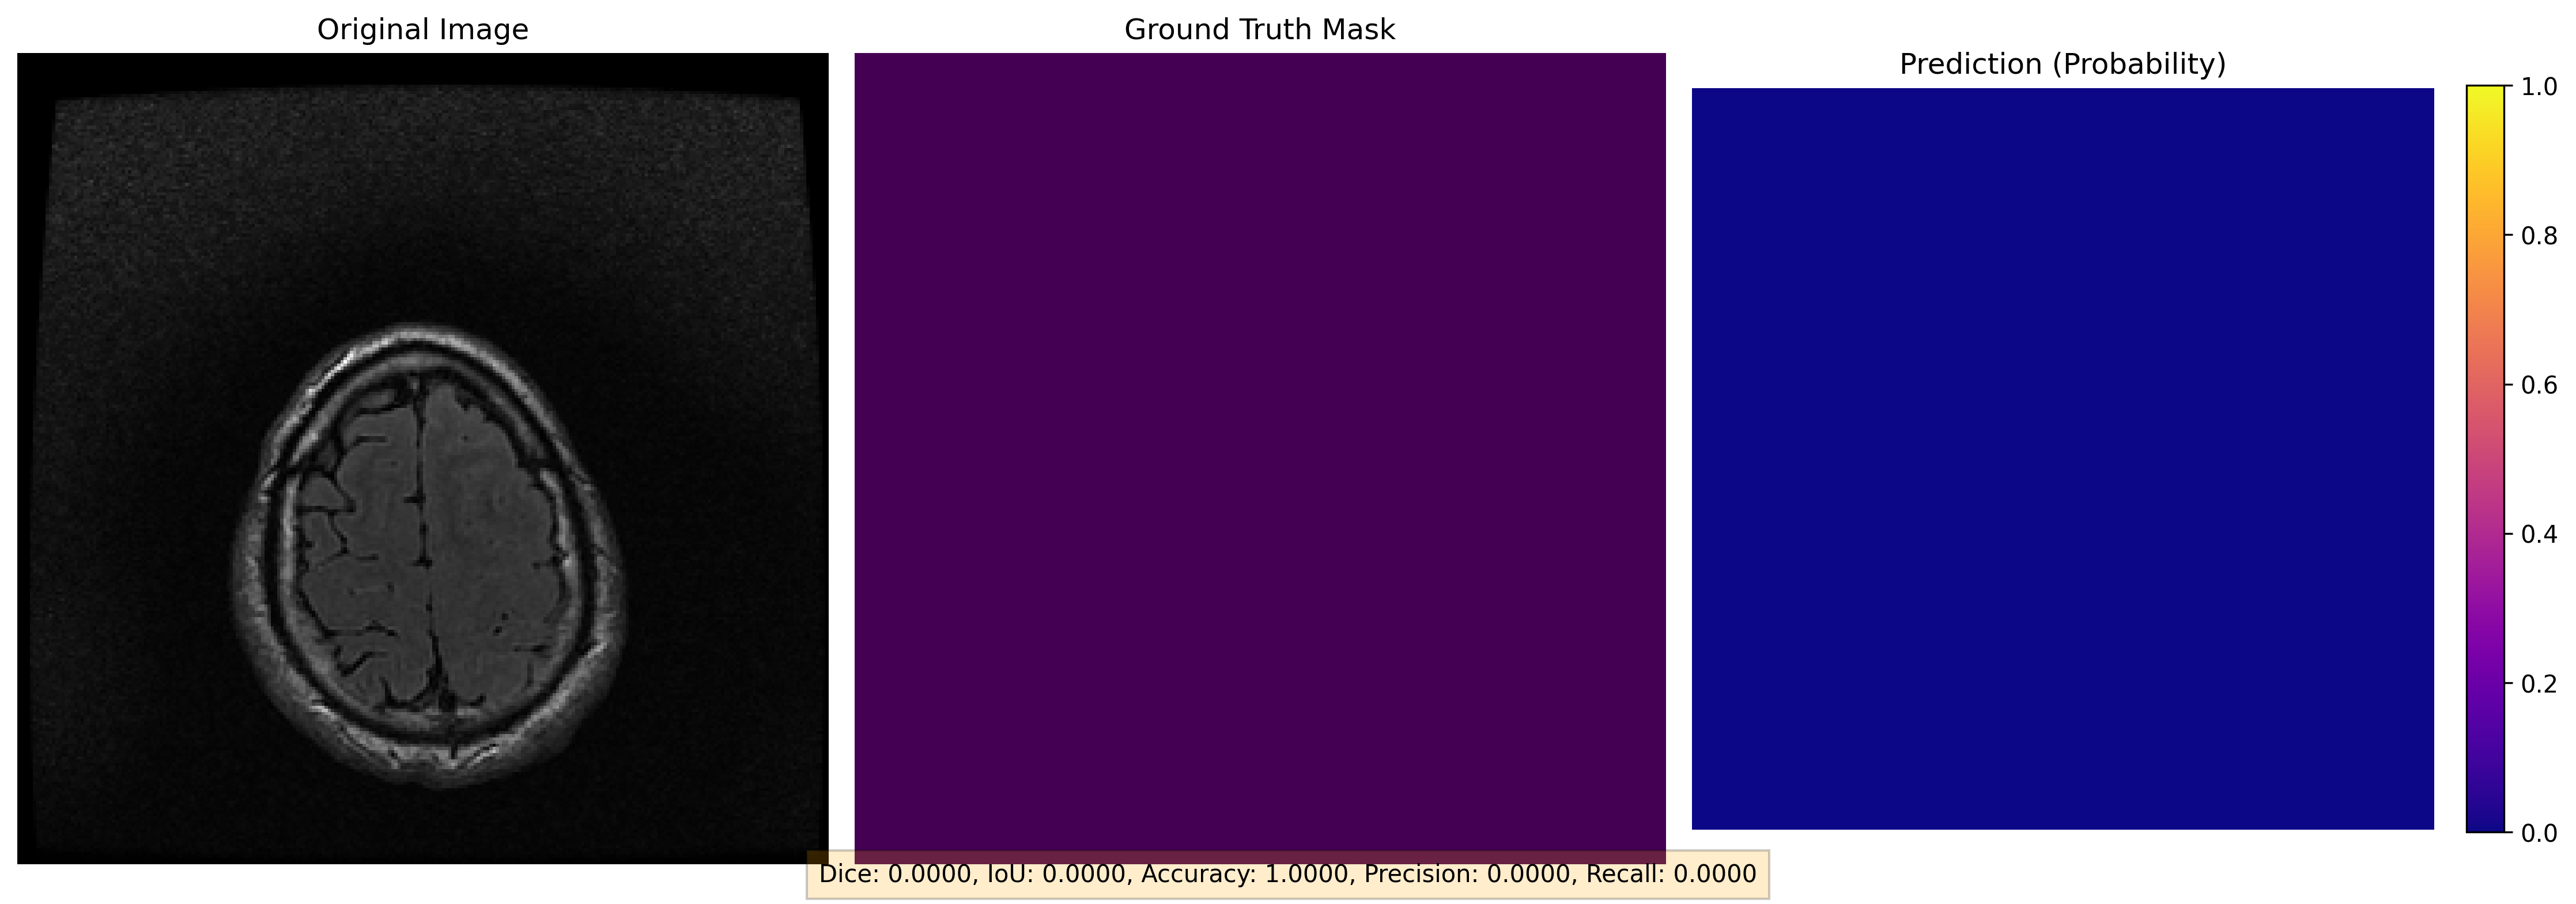 Original Image
Ground Truth Mask
Prediction (Probability)
1.0
0.8
0.6
0.4
0.2
0.0
Dice: 0.0000, IoU: 0.0000, Accuracy: 1.0000, Precision: 0.0000, Recall: 0.0000